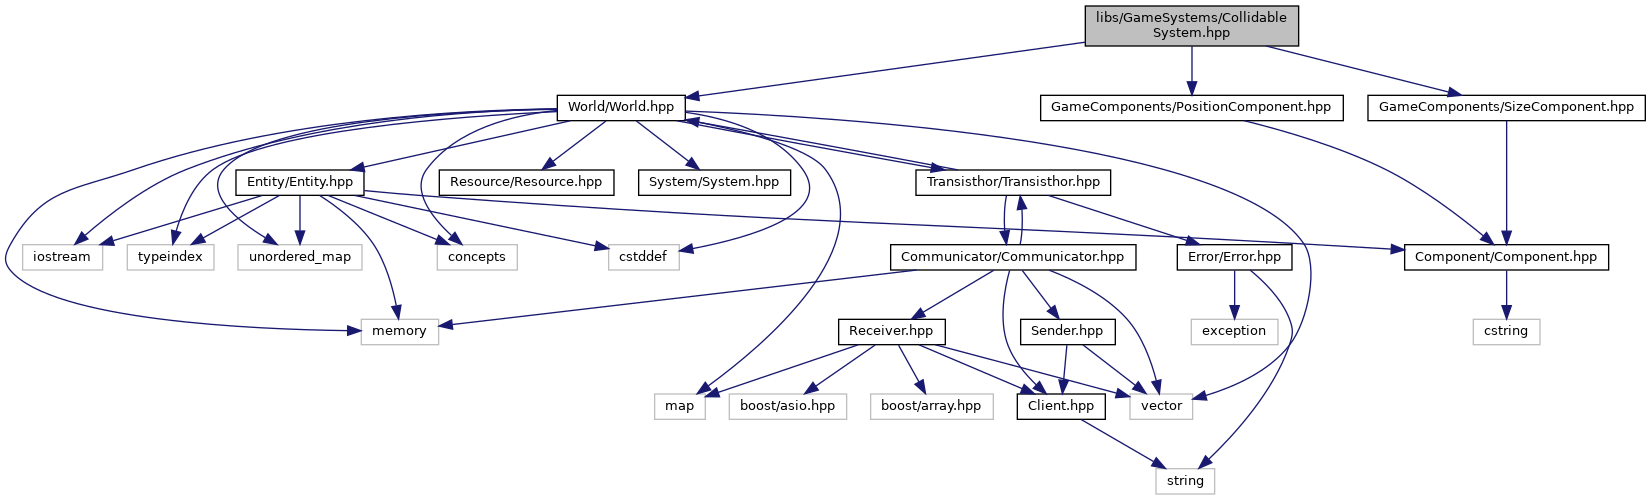 libs/GameSystems/Collidable
System.hpp
World/World.hpp
GameComponents/PositionComponent.hpp
GameComponents/SizeComponent.hpp
Entity/Entity.hpp
Resource/Resource.hpp
System/System.hpp
Transisthor/Transisthor.hpp
iostream
typeindex
unordered_map
concepts
cstddef
Communicator/Communicator.hpp
Error/Error.hpp
Component/Component.hpp
memory
Receiver.hpp
Sender.hpp
exception
cstring
map
boost/asio.hpp
boost/array.hpp
Client.hpp
vector
string